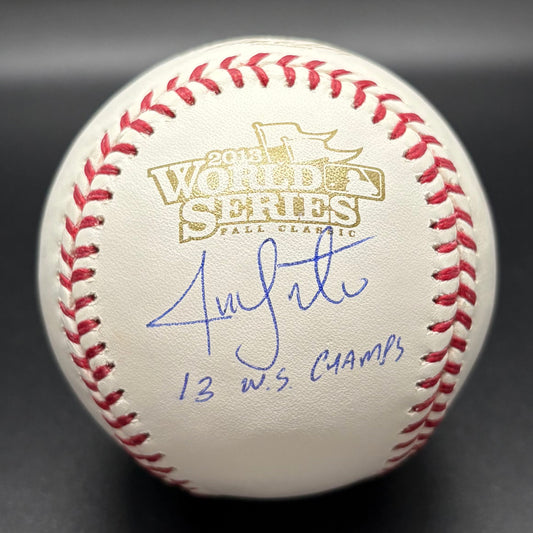 2013
WORLD
SERIES
FALL CLASSIC
13 W.S CHAMPS